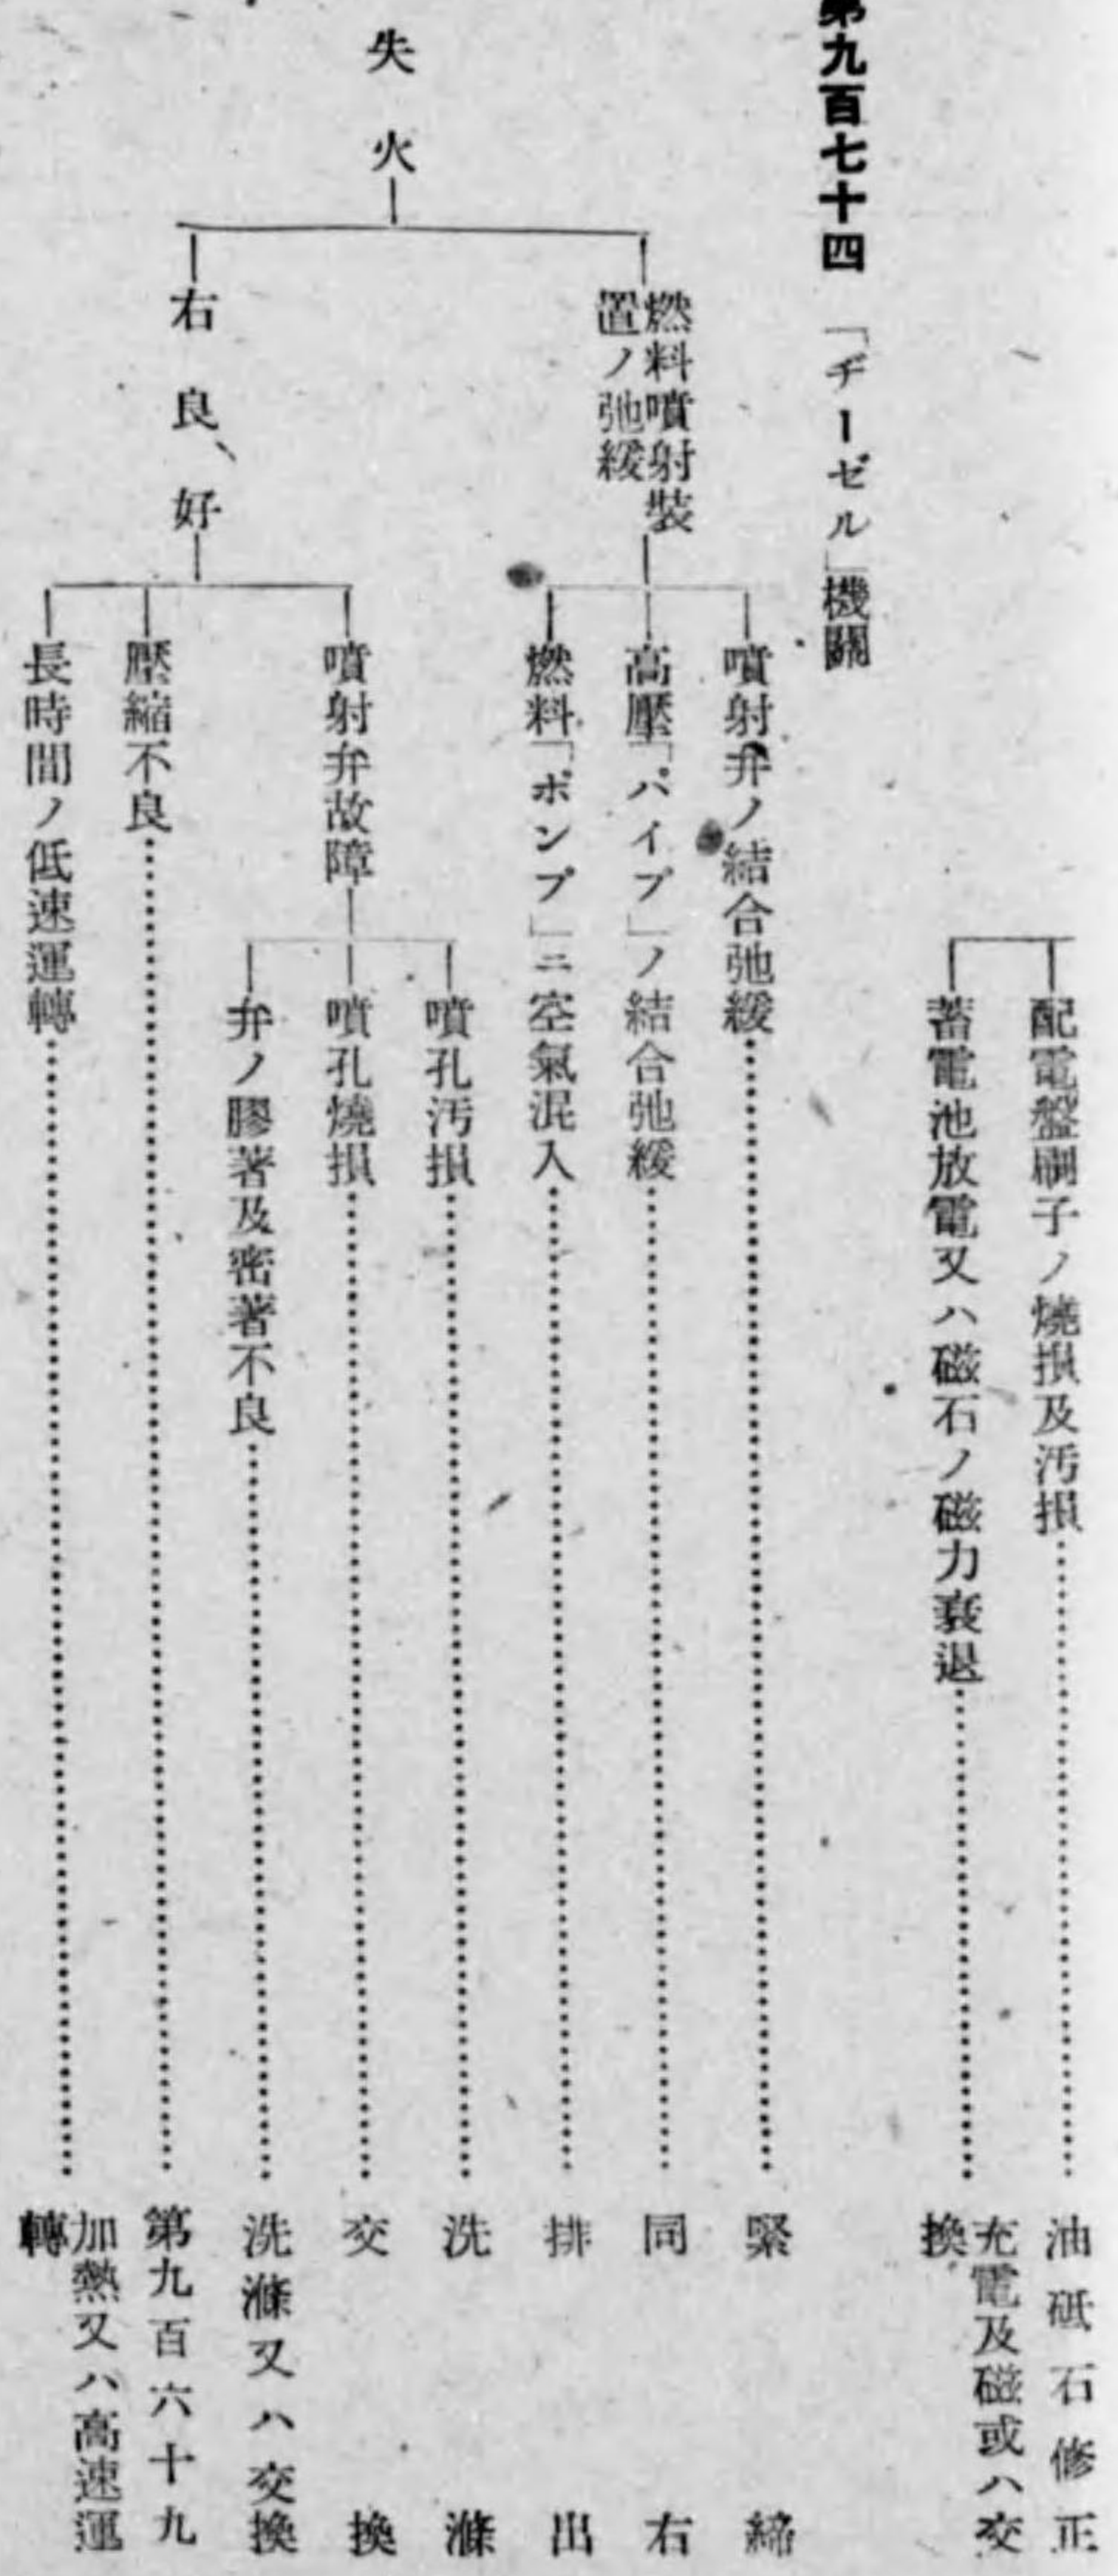 配電盤刷子ノ燒損及汚損……油砥石修正
蓄電池放電又ハ磁石ノ磁力衰退……充電及磁或ハ交
換
第九百七十四 「ヂーゼル」機關
失火
燃料噴射裝
置ノ弛緩
噴射弁ノ結合弛緩……緊締
高壓「パイプ」ノ結合弛緩……同右
燃料「ポンプ」ニ空氣混入……排出
右良好
噴射弁故障
噴孔汚損……洗滌
噴孔燒損……交換
弁ノ膠著及密著不良……洗滌又ハ交換
壓縮不良……第九百六十九
長時間ノ低速運轉……加熱又ハ高速運
轉